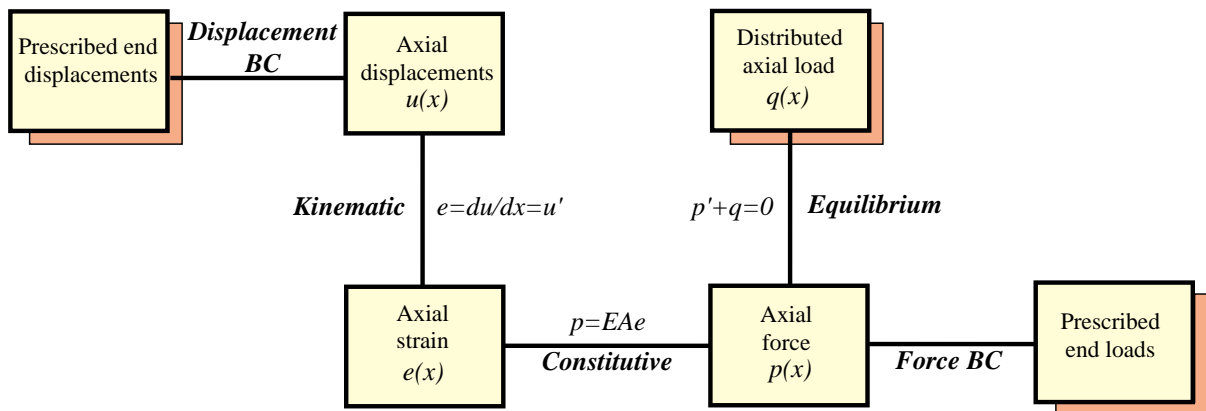 Prescribed end
displacements
Displacement
BC
Axial
displacements
u(x)
Distributed
axial load
q(x)
Kinematic
e=du/dx=u'
p'+q=0
Equilibrium
Axial
strain
e(x)
p=EAe
Constitutive
Axial
force
p(x)
Force BC
Prescribed
end loads